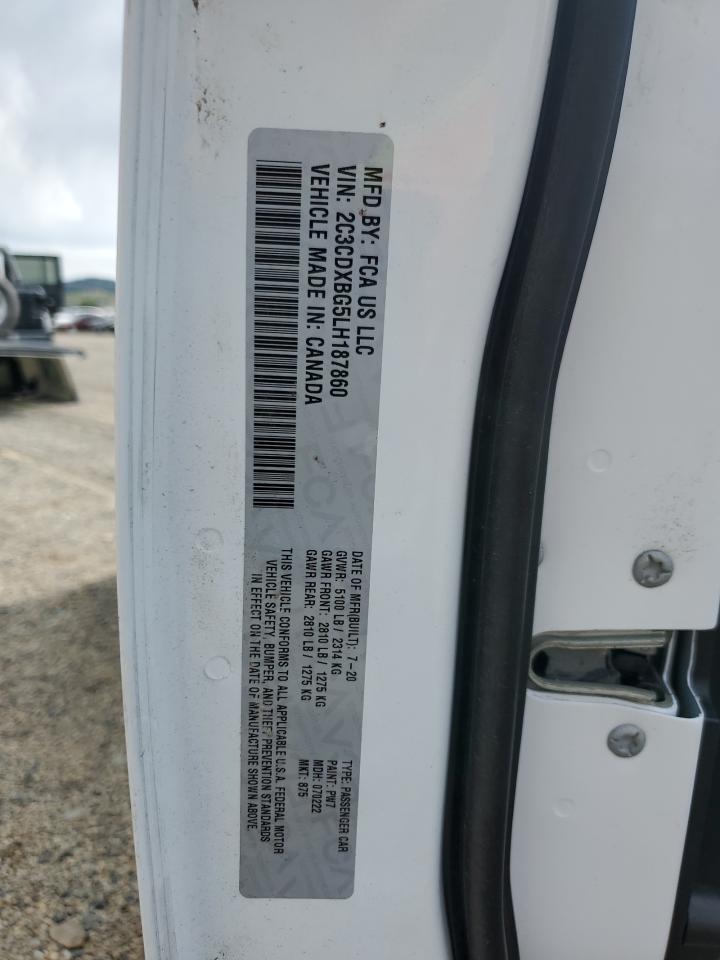 MFD BY: FCA US LLC
VIN: 2C3CDXBG5LH187860
VEHICLE MADE IN: CANADA
DATE OF MFR(BUILT): 7-20
GVWR: 5100 LB / 2314 KG
GAWR FRONT: 2810 LB / 1275 KG
GAWR REAR: 2810 LB / 1275 KG
TYPE: PASSENGER CAR
PAINT: PW7
MDH: 070222
MKT: 875
THIS VEHICLE CONFORMS TO ALL APPLICABLE U.S.A. FEDERAL MOTOR
VEHICLE SAFETY, BUMPER, AND THEFT PREVENTION STANDARDS
IN EFFECT ON THE DATE OF MANUFACTURE SHOWN ABOVE.